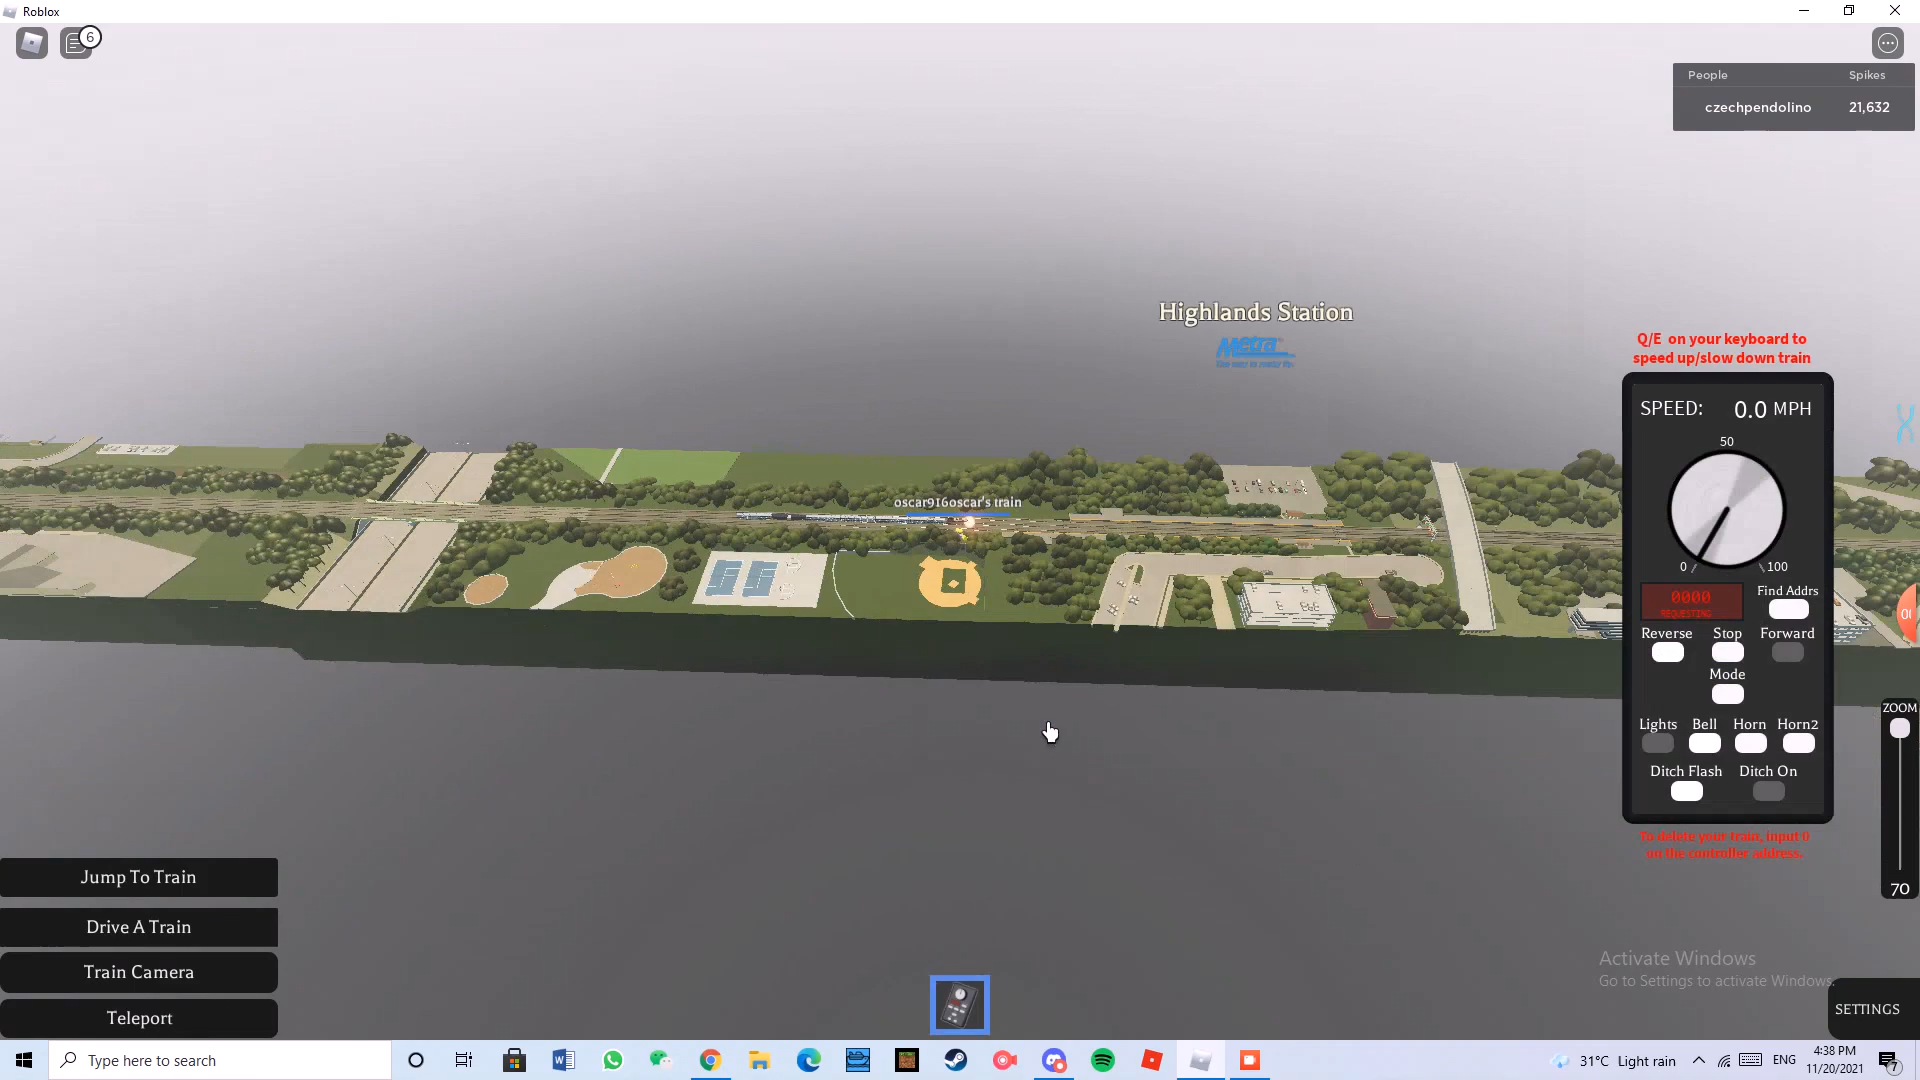 Roblox
6
People Spikes
czechpendolino 21,632
Highlands Station
Metra
Q/E on your keyboard to
speed up/slow down train
SPEED: 0.0 MPH
50
0 100
oscar916oscar's train
0000
REQUESTING
Find Addrs
Reverse Stop Forward
Mode
Lights Bell Horn Horn2
Ditch Flash Ditch On
To delete your train, input 0
on the controller address.
ZOOM
70
Jump To Train
Drive A Train
Train Camera
Teleport
Activate Windows
Go to Settings to activate Windows.
SETTINGS
Type here to search
31°C Light rain
ENG
4:38 PM
11/20/2021
7